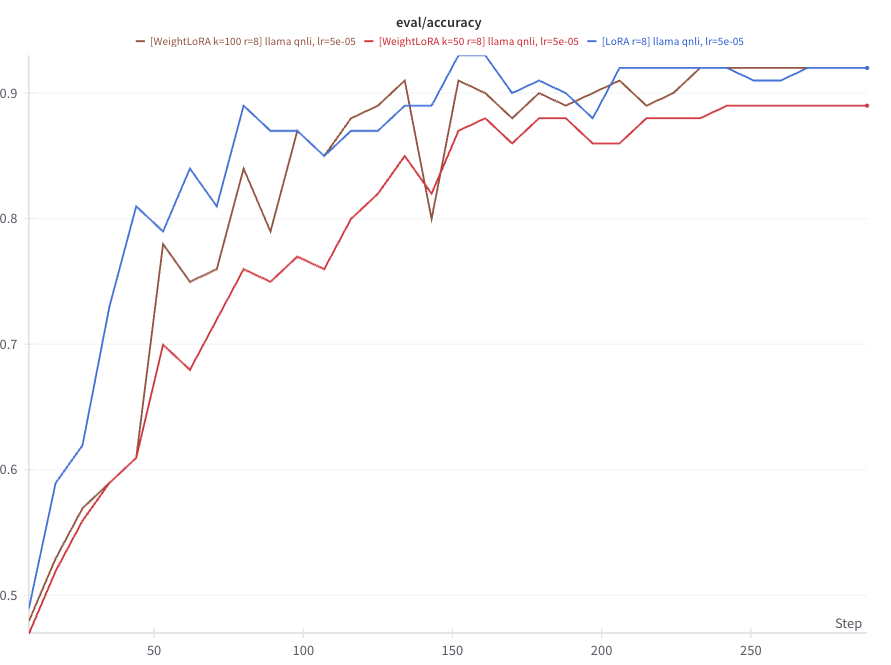 eval/accuracy
[WeightLoRA k=100 r=8] llama qnli, lr=5e-05 [WeightLoRA k=50 r=8] llama qnli, lr=5e-05 [LoRA r=8] llama qnli, lr=5e-05
0.9
0.8
0.7
0.6
0.5
Step
50 100 150 200 250